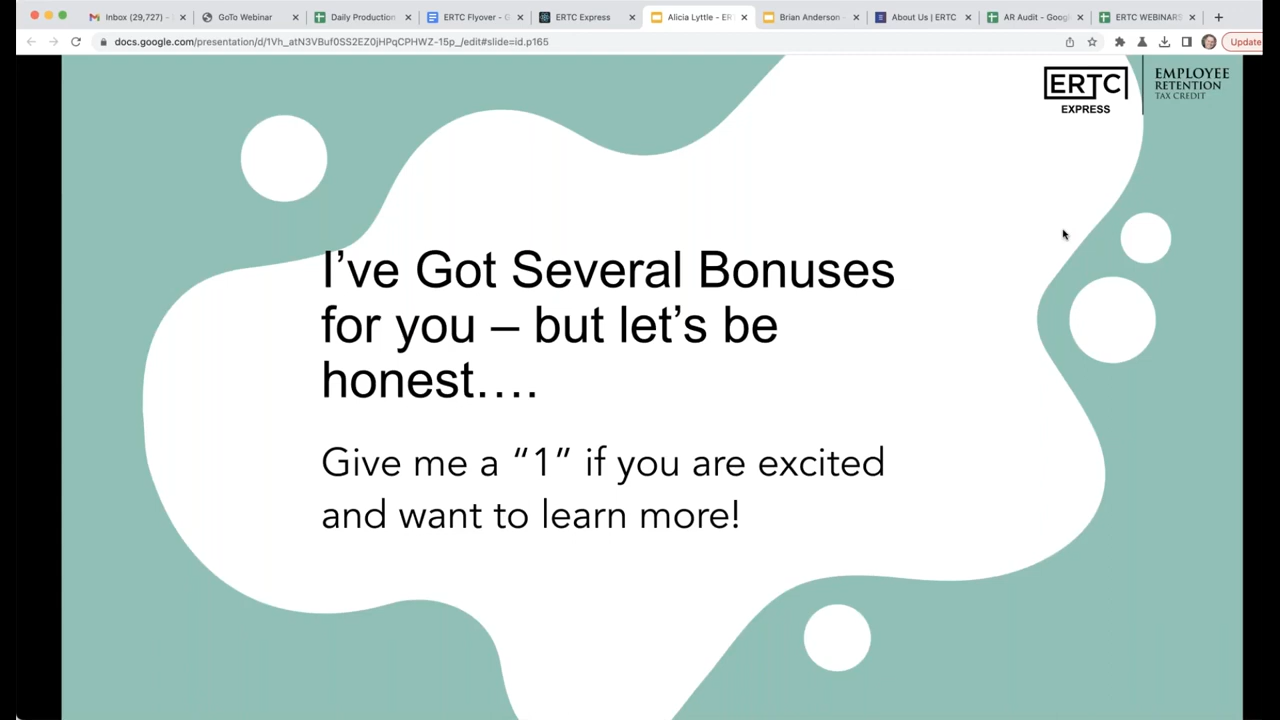 Inbox (29,727) -
GoTo Webinar
Daily Production
ERTC Flyover - G
ERTC Express
Alicia Lyttle - ER
Brian Anderson -
About Us | ERTC
AR Audit - Googl
ERTC WEBINAR
docs.google.com/presentation/d/1Vh_atN3VBuf0SS2EZ0jHPqCPHWZ-15p_/edit#slide=id.p165
Update
ERTC
EXPRESS
EMPLOYEE
RETENTION
TAX CREDIT
I’ve Got Several Bonuses
for you – but let’s be
honest….
Give me a “1” if you are excited
and want to learn more!